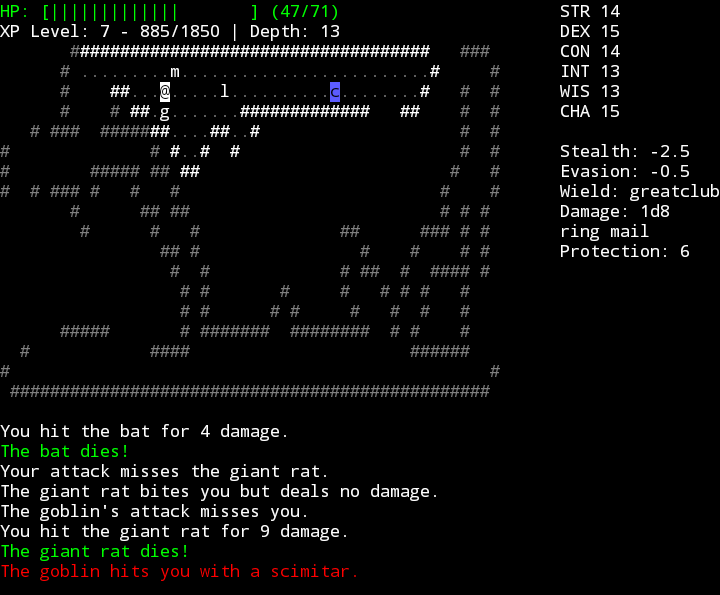 HP: [|||||||||||||       ] (47/71)
XP Level: 7 - 885/1850 | Depth: 13
STR 14
DEX 15
CON 14
INT 13
WIS 13
CHA 15
Stealth: -2.5
Evasion: -0.5
Wield: greatclub
Damage: 1d8
ring mail
Protection: 6
You hit the bat for 4 damage.
The bat dies!
Your attack misses the giant rat.
The giant rat bites you but deals no damage.
The goblin's attack misses you.
You hit the giant rat for 9 damage.
The giant rat dies!
The goblin hits you with a scimitar.